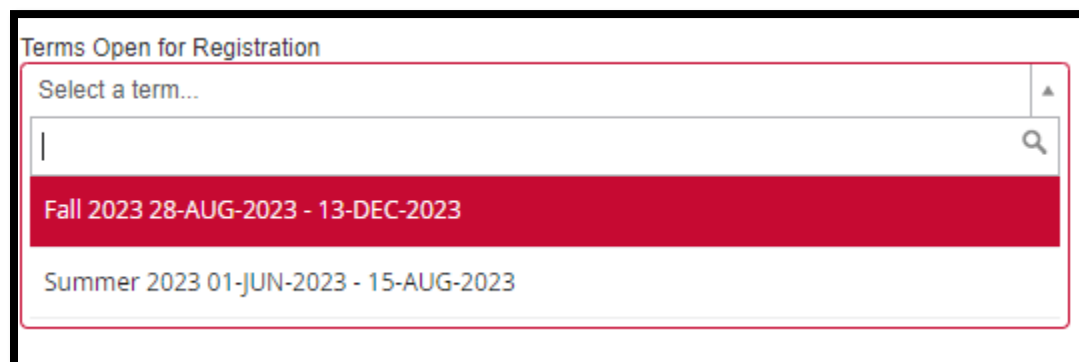 Terms Open for Registration
Select a term...
Fall 2023 28-AUG-2023 - 13-DEC-2023
Summer 2023 01-JUN-2023 - 15-AUG-2023